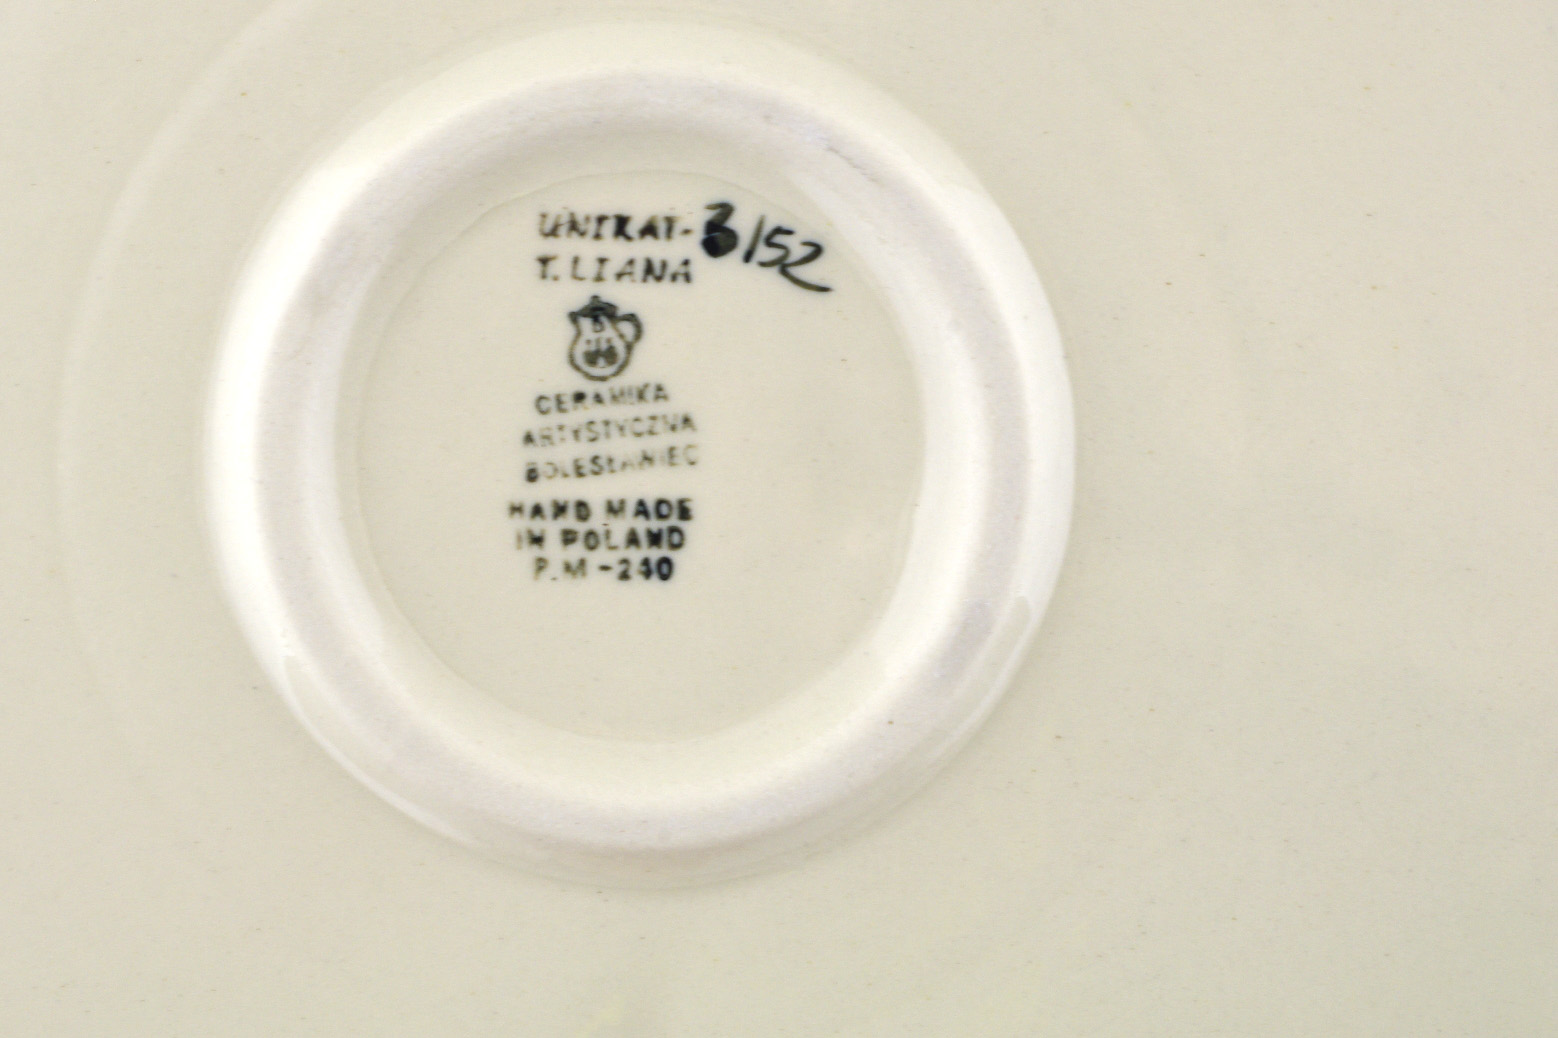 UNIKAT-3/52
T. LIANA
CERAMIKA
ARTYSTYCZNA
BOLESŁAWIEC
HAND MADE
IN POLAND
P.M-240